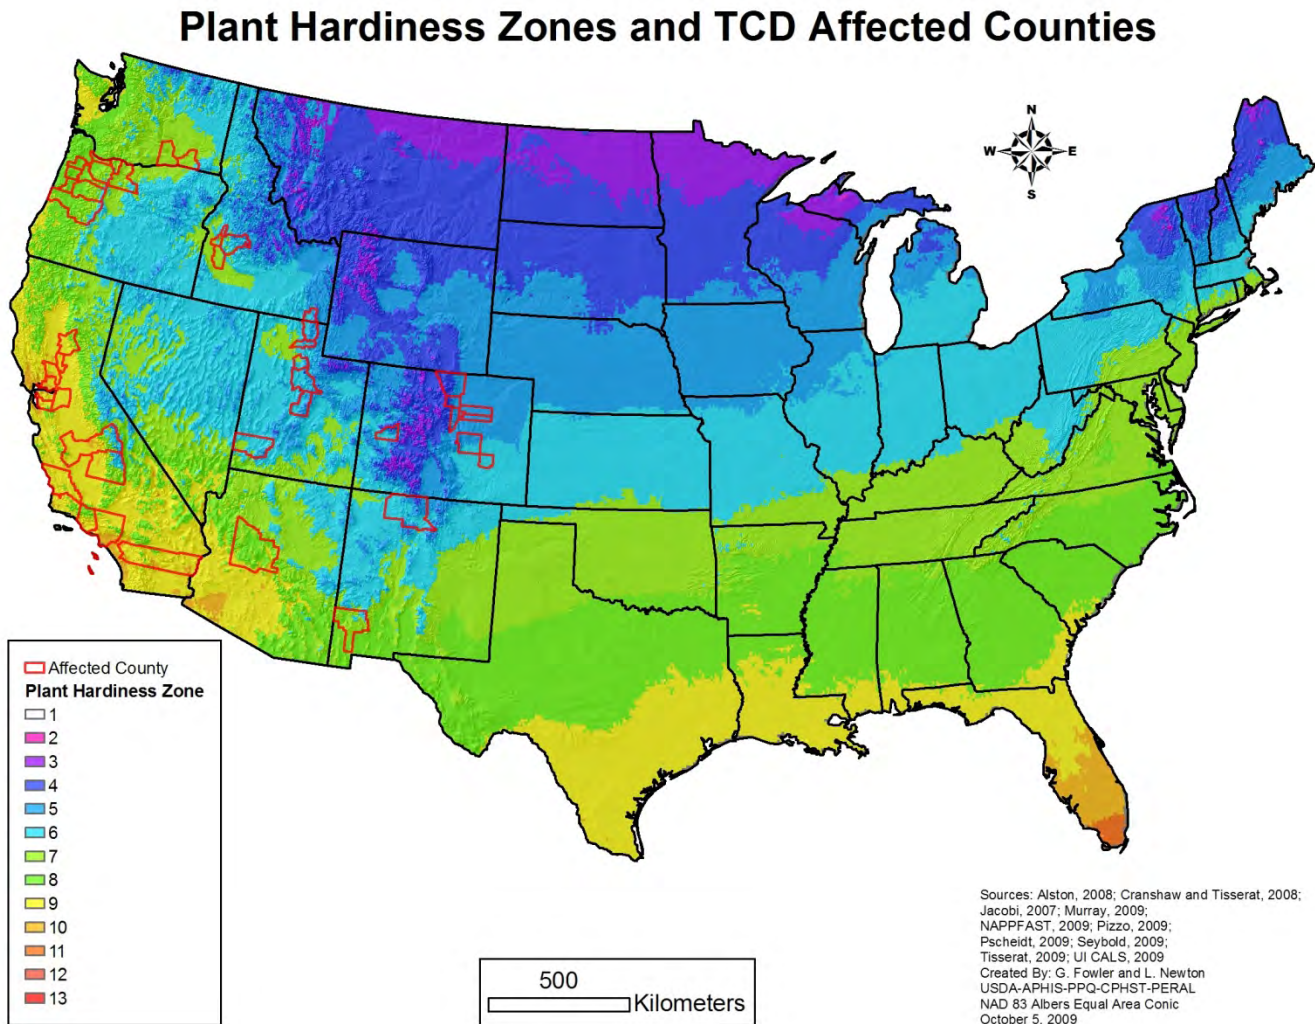 Plant Hardiness Zones and TCD Affected Counties
N
W
E
S
Affected County
Plant Hardiness Zone
1
2
3
4
5
6
7
8
9
10
11
12
13
500
Kilometers
Sources: Alston, 2008; Cranshaw and Tisserat, 2008;
Jacobi, 2007; Murray, 2009;
NAPPFAST, 2009; Pizzo, 2009;
Pscheidt, 2009; Seybold, 2009;
Tisserat, 2009; UI CALS, 2009
Created By: G. Fowler and L. Newton
USDA-APHIS-PPQ-CPHST-PERAL
NAD 83 Albers Equal Area Conic
October 5, 2009